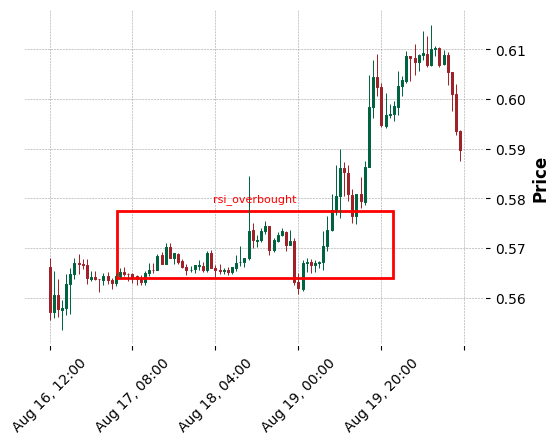 0.61
0.60
0.59
0.58
0.57
0.56
Price
rsi_overbought
Aug 16, 12:00
Aug 17, 08:00
Aug 18, 04:00
Aug 19, 00:00
Aug 19, 20:00